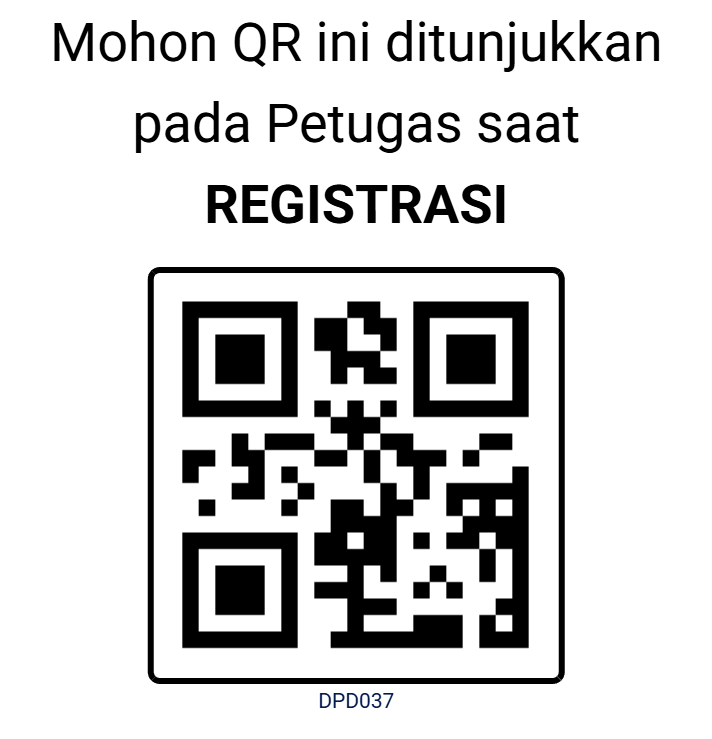 Mohon QR ini ditunjukkan
pada Petugas saat
REGISTRASI
DPD037